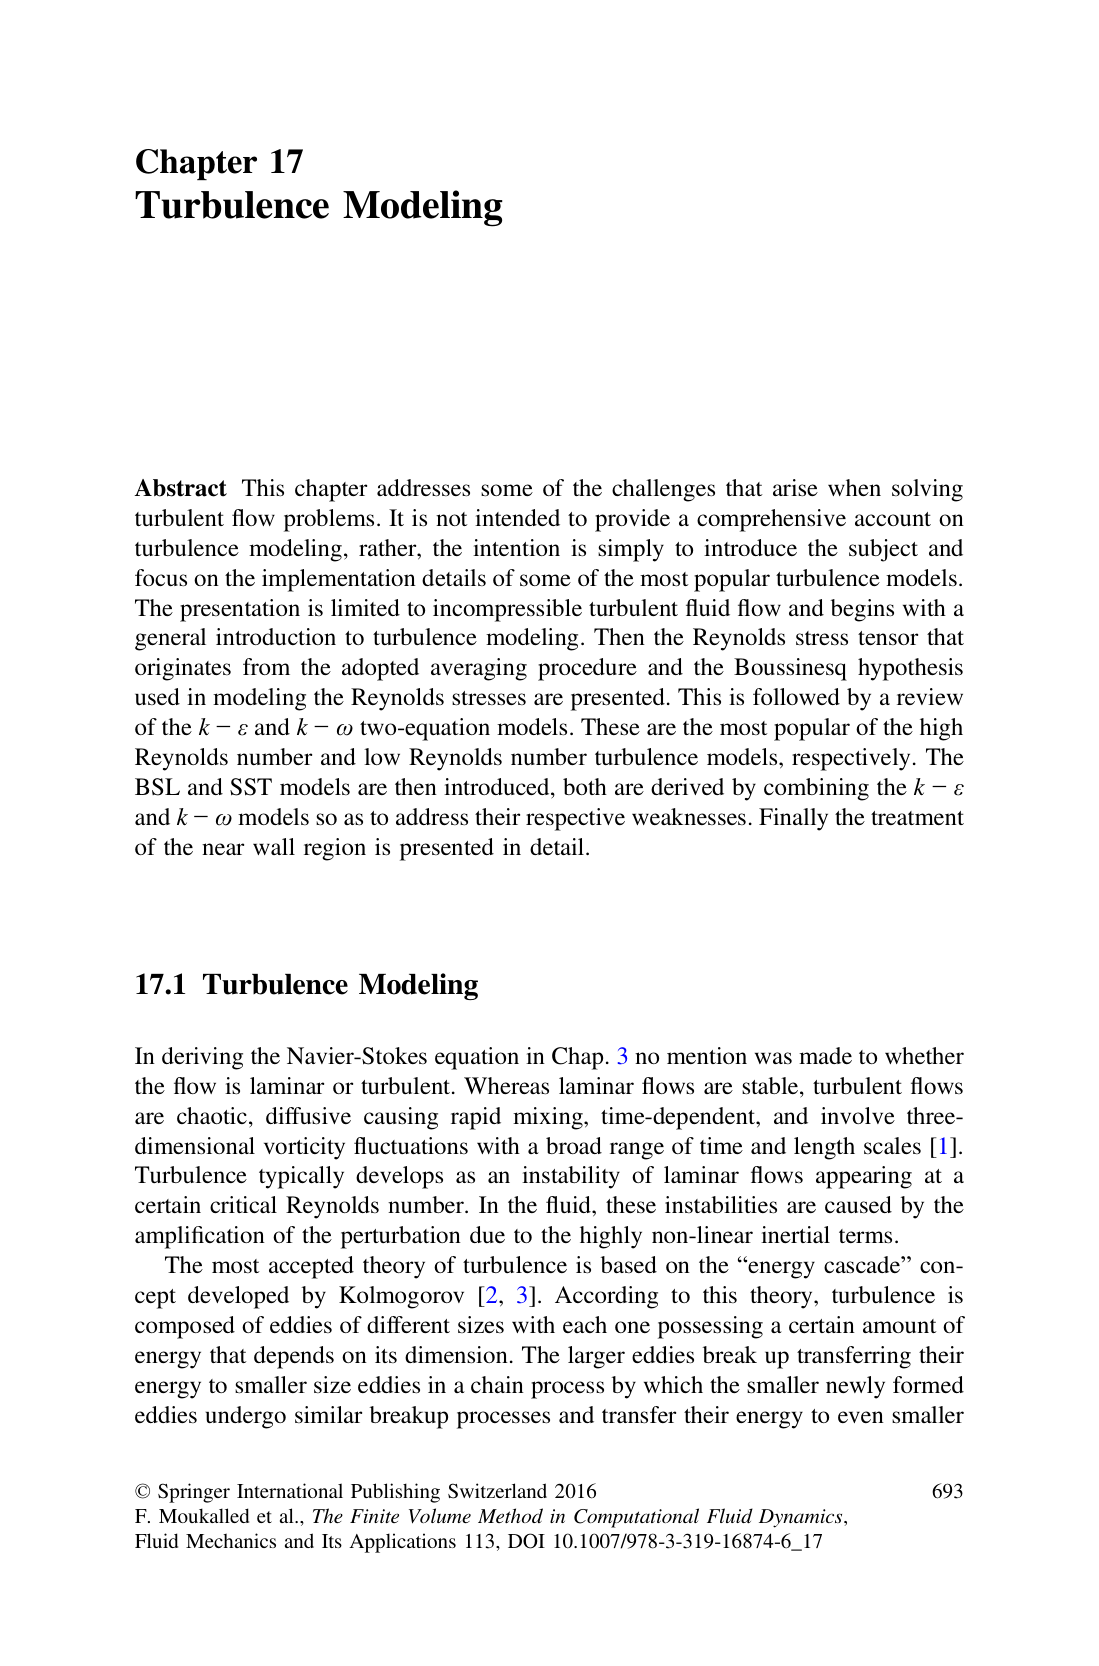 Chapter 17
Turbulence Modeling
Abstract This chapter addresses some of the challenges that arise when solving
turbulent flow problems. It is not intended to provide a comprehensive account on
turbulence modeling, rather, the intention is simply to introduce the subject and
focus on the implementation details of some of the most popular turbulence models.
The presentation is limited to incompressible turbulent fluid flow and begins with a
general introduction to turbulence modeling. Then the Reynolds stress tensor that
originates from the adopted averaging procedure and the Boussinesq hypothesis
used in modeling the Reynolds stresses are presented. This is followed by a review
of the k − ε and k − ω two-equation models. These are the most popular of the high
Reynolds number and low Reynolds number turbulence models, respectively. The
BSL and SST models are then introduced, both are derived by combining the k − ε
and k − ω models so as to address their respective weaknesses. Finally the treatment
of the near wall region is presented in detail.
17.1 Turbulence Modeling
In deriving the Navier-Stokes equation in Chap. 3 no mention was made to whether
the flow is laminar or turbulent. Whereas laminar flows are stable, turbulent flows
are chaotic, diffusive causing rapid mixing, time-dependent, and involve three-
dimensional vorticity fluctuations with a broad range of time and length scales [1].
Turbulence typically develops as an instability of laminar flows appearing at a
certain critical Reynolds number. In the fluid, these instabilities are caused by the
amplification of the perturbation due to the highly non-linear inertial terms.
The most accepted theory of turbulence is based on the “energy cascade” con-
cept developed by Kolmogorov [2, 3]. According to this theory, turbulence is
composed of eddies of different sizes with each one possessing a certain amount of
energy that depends on its dimension. The larger eddies break up transferring their
energy to smaller size eddies in a chain process by which the smaller newly formed
eddies undergo similar breakup processes and transfer their energy to even smaller
© Springer International Publishing Switzerland 2016 693
F. Moukalled et al., The Finite Volume Method in Computational Fluid Dynamics,
Fluid Mechanics and Its Applications 113, DOI 10.1007/978-3-319-16874-6_17